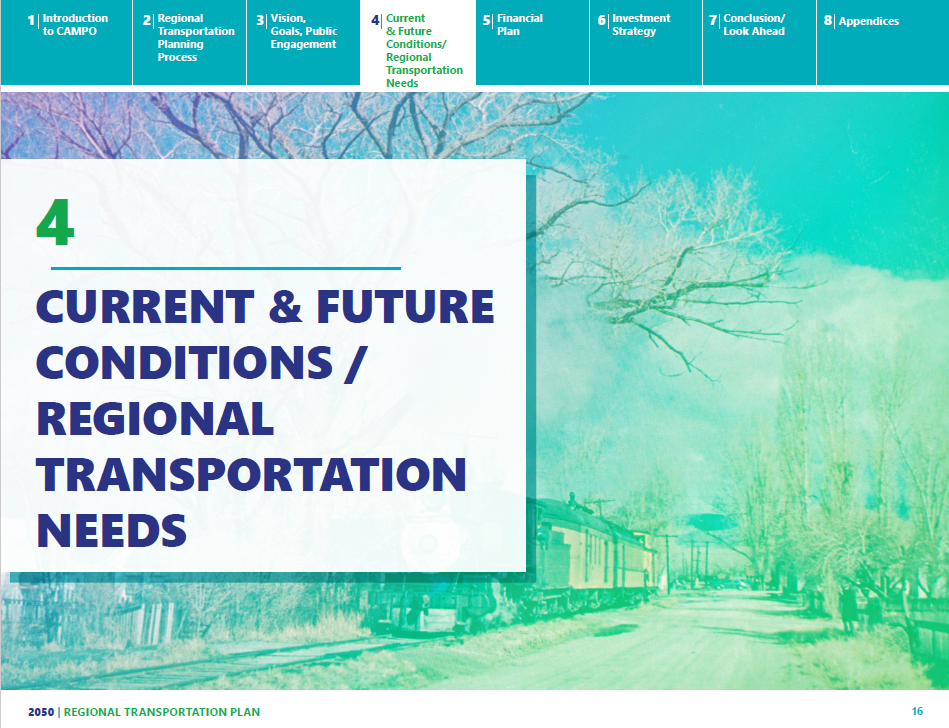 1 | Introduction
to CAMPO
2 | Regional
Transportation
Planning
Process
3 | Vision,
Goals, Public
Engagement
4 | Current
& Future
Conditions/
Regional
Transportation
Needs
5 | Financial
Plan
6 | Investment
Strategy
7 | Conclusion/
Look Ahead
8 | Appendices
4
CURRENT & FUTURE
CONDITIONS /
REGIONAL
TRANSPORTATION
NEEDS
2050 | REGIONAL TRANSPORTATION PLAN
16